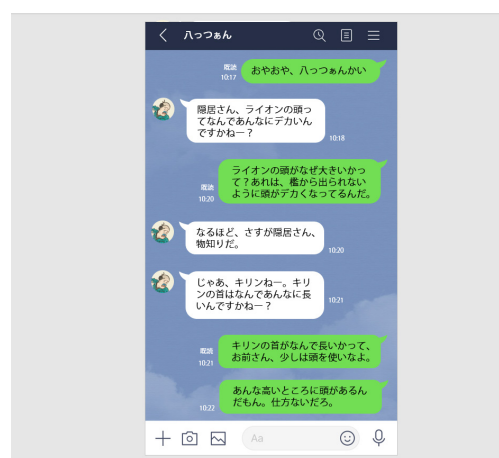 八っつぁん
おやおや、八っつぁんかい
既読
10:17
隠居さん、ライオンの頭っ
てなんであんなにデカいん
ですかねー？
10:18
ライオンの頭がなぜ大きいかっ
て？あれは、檻から出られない
ように頭がデカくなってるんだ。
既読
10:20
なるほど、さすが隠居さん、
物知りだ。
10:20
じゃあ、キリンねー。キリ
ンの首はなんであんなに長
いんですかねー？
10:21
キリンの首がなんで長いかって、
お前さん、少しは頭を使いなよ。
既読
10:21
あんな高いところに頭があるん
だもん。仕方ないだろ。
10:22
Aa